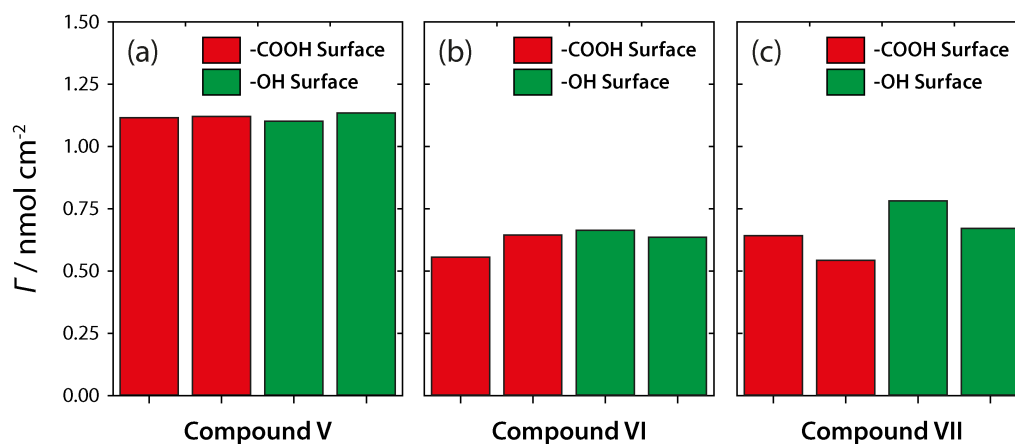 Γ / nmol cm⁻²
1.50
1.25
1.00
0.75
0.50
0.25
0.00
(a)
-COOH Surface
-OH Surface
Compound V
(b)
-COOH Surface
-OH Surface
Compound VI
(c)
-COOH Surface
-OH Surface
Compound VII